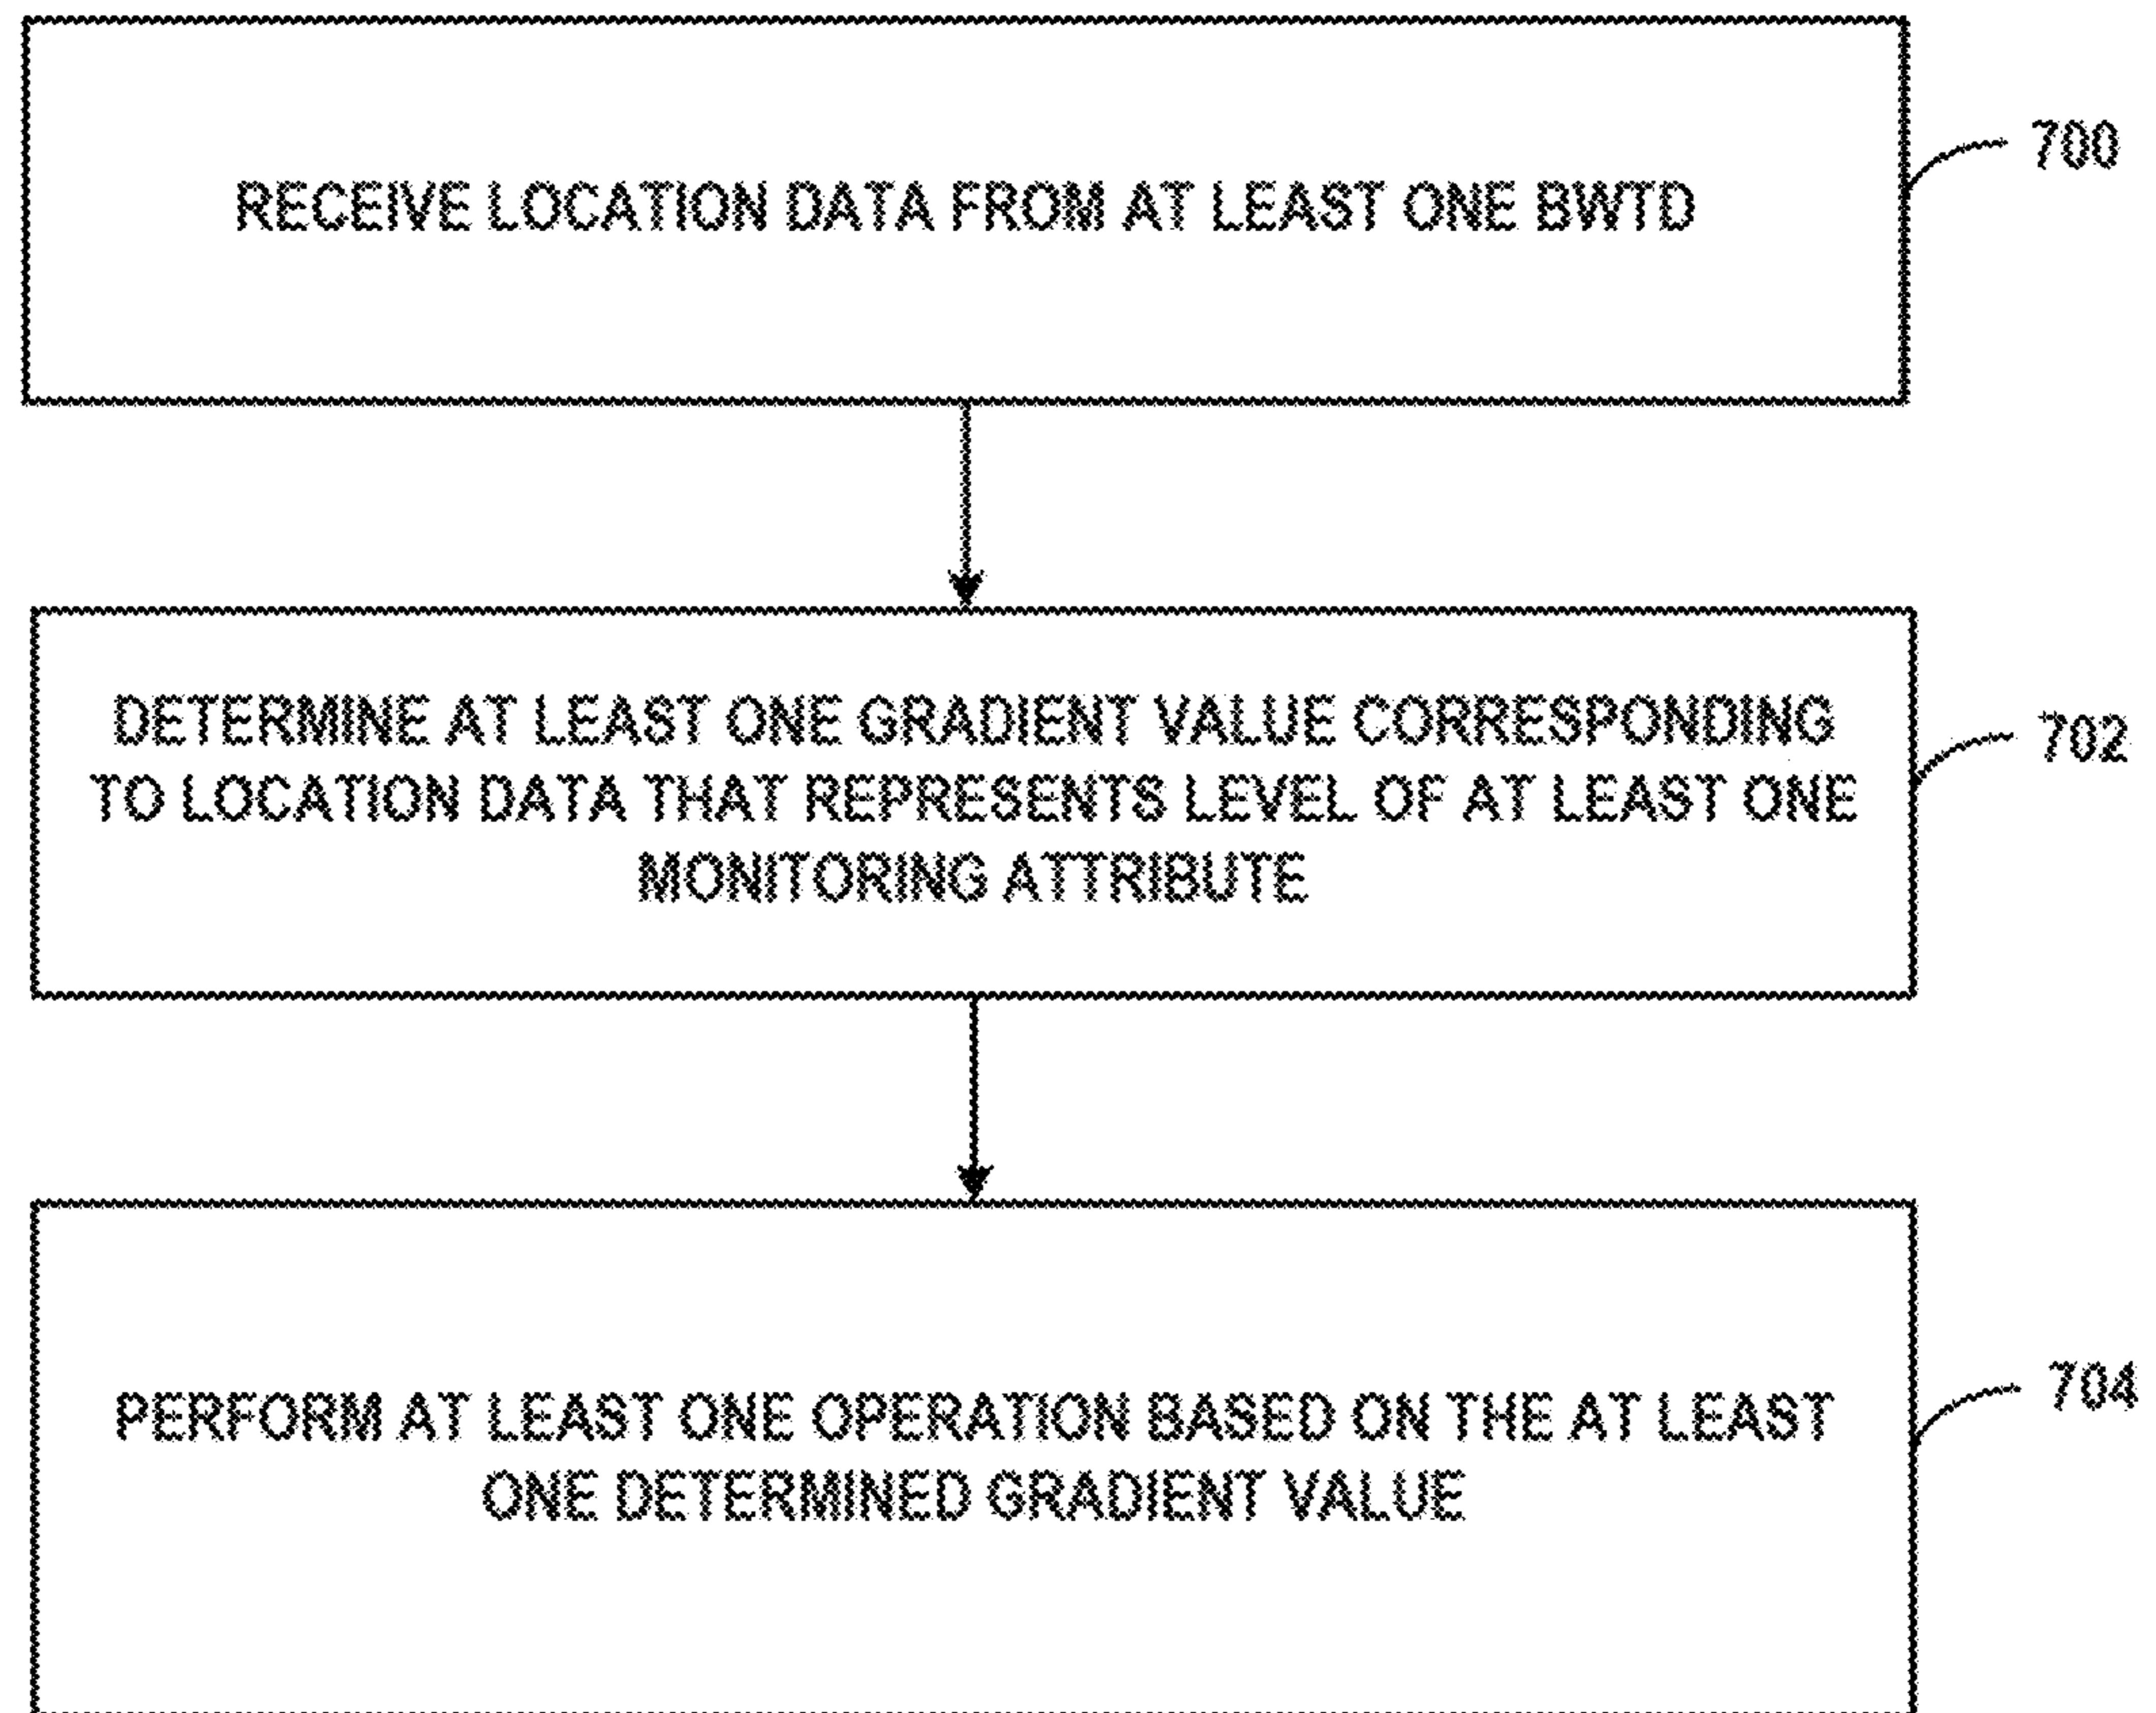 RECEIVE LOCATION DATA FROM AT LEAST ONE BWTD
700
DETERMINE AT LEAST ONE GRADIENT VALUE CORRESPONDING
TO LOCATION DATA THAT REPRESENTS LEVEL OF AT LEAST ONE
MONITORING ATTRIBUTE
702
PERFORM AT LEAST ONE OPERATION BASED ON THE AT LEAST
ONE DETERMINED GRADIENT VALUE
704